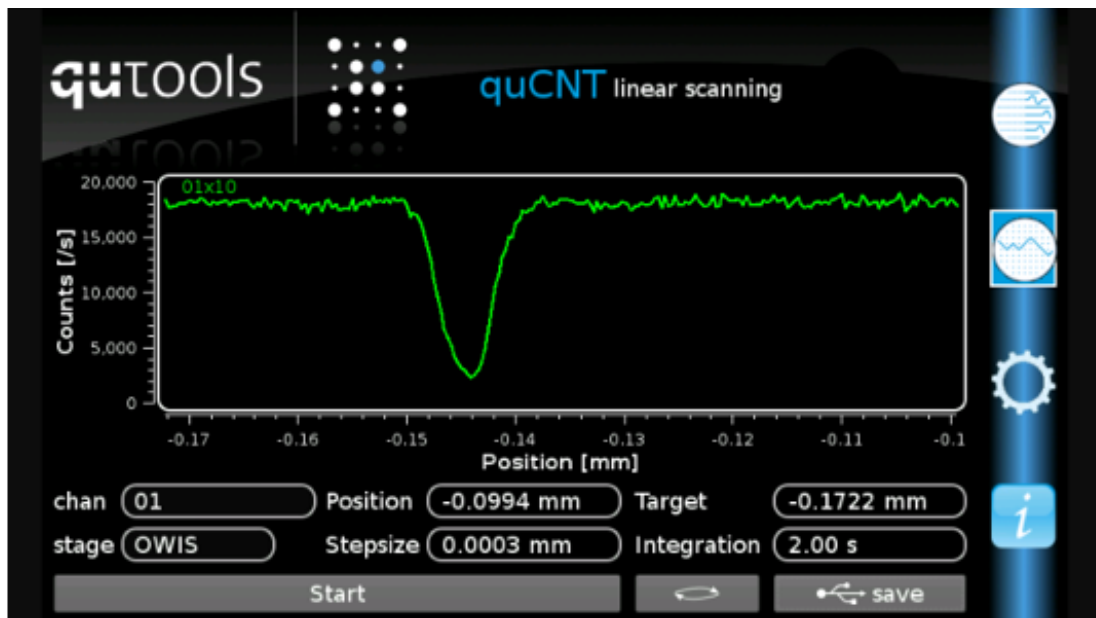 qutools
quCNT linear scanning
01x10
20,000
15,000
10,000
5,000
0
Counts [/s]
-0.17 -0.16 -0.15 -0.14 -0.13 -0.12 -0.11 -0.1
Position [mm]
chan 01 Position -0.0994 mm Target -0.1722 mm
stage OWIS Stepsize 0.0003 mm Integration 2.00 s
Start save
i